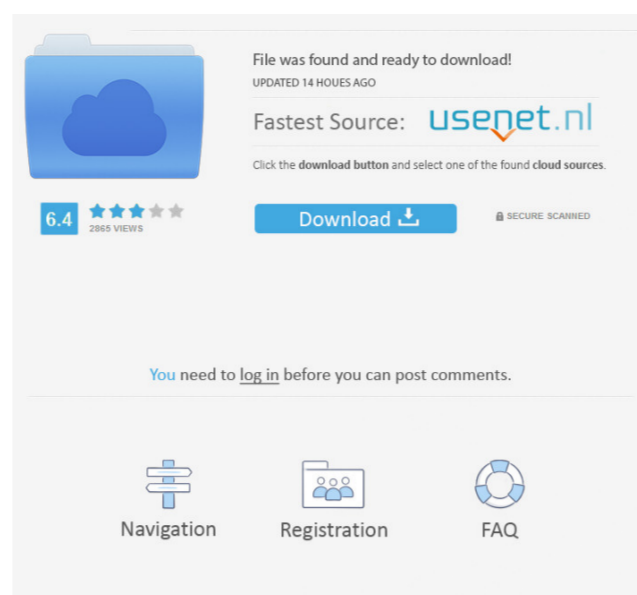 File was found and ready to download!
UPDATED 14 HOUES AGO
Fastest Source: usenet.nl
Click the download button and select one of the found cloud sources.
6.4
2865 VIEWS
Download
SECURE SCANNED
You need to log in before you can post comments.
Navigation
Registration
FAQ